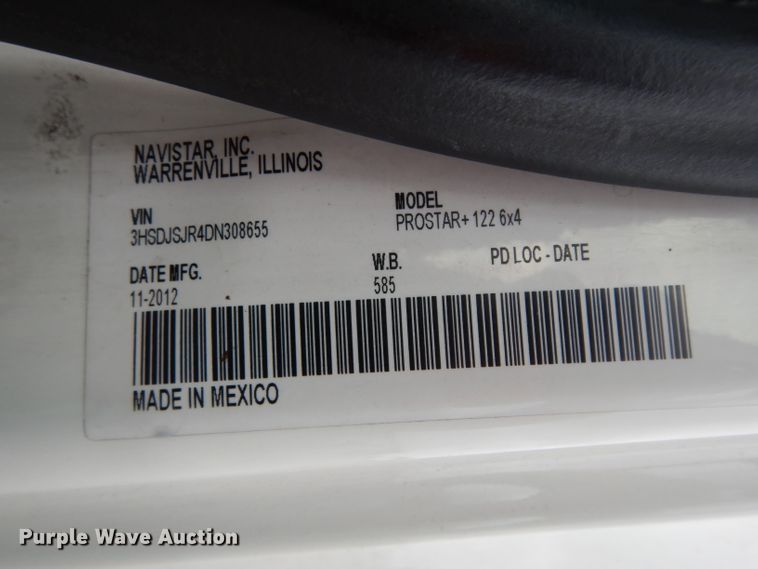 NAVISTAR, INC.
WARRENVILLE, ILLINOIS
VIN
3HSDJSJR4DN308655
MODEL
PROSTAR+ 122 6x4
DATE MFG.
11-2012
W.B.
585
PD LOC - DATE
MADE IN MEXICO
Purple Wave Auction